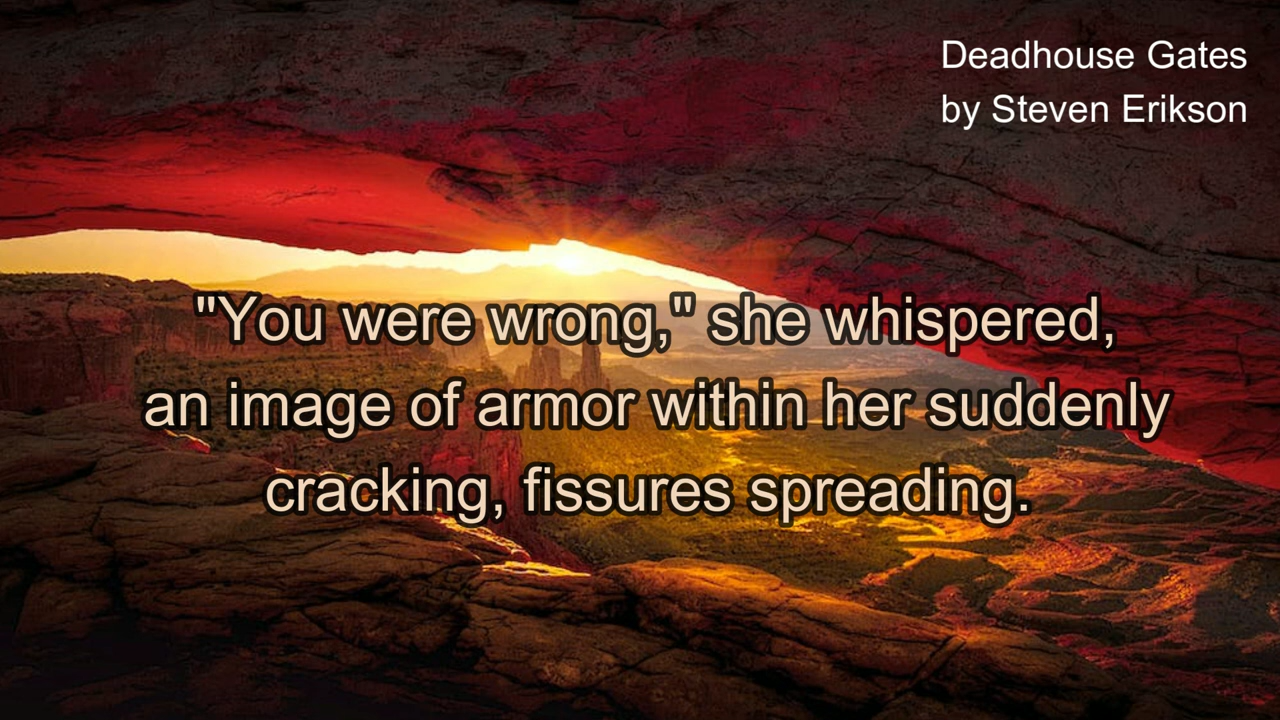 Deadhouse Gates
by Steven Erikson
"You were wrong," she whispered,
an image of armor within her suddenly
cracking, fissures spreading.